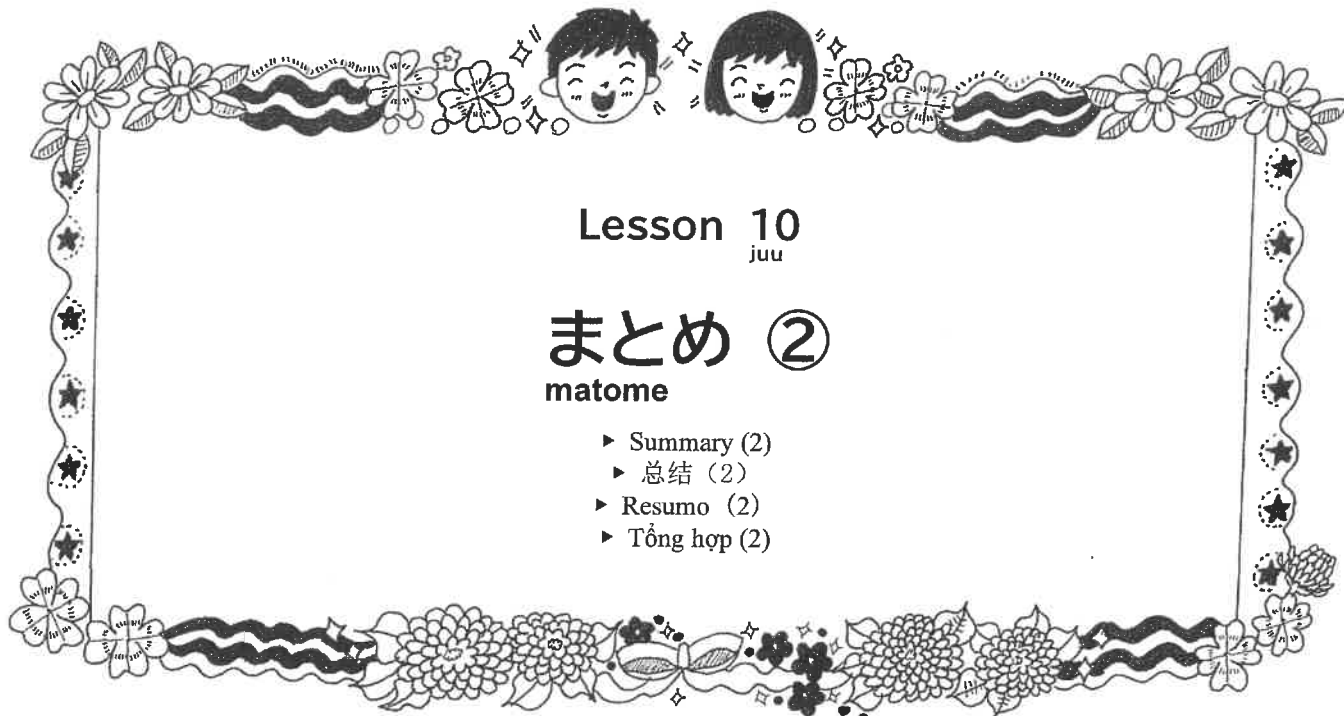 Lesson 10
juu
まとめ ②
matome
▶ Summary (2)
▶ 总结（2）
▶ Resumo（2）
▶ Tổng hợp (2)